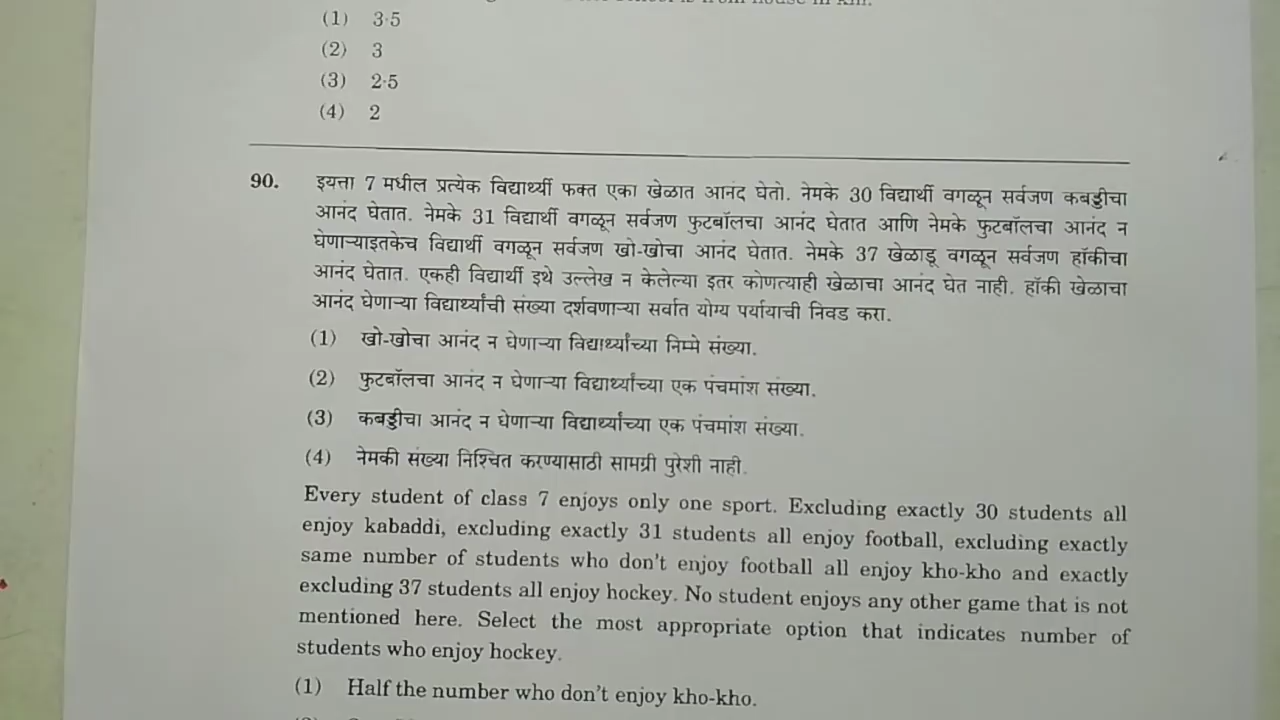 (1) 3·5
(2) 3
(3) 2·5
(4) 2
90. इयत्ता 7 मधील प्रत्येक विद्यार्थ्यी फक्त एका खेळात आनंद घेतो. नेमके 30 विद्यार्थी वगळून सर्वजण कबड्डीचा
आनंद घेतात. नेमके 31 विद्यार्थी वगळून सर्वजण फुटबॉलचा आनंद घेतात आणि नेमके फुटबॉलचा आनंद न
घेणाऱ्याइतकेच विद्यार्थी वगळून सर्वजण खो-खोचा आनंद घेतात. नेमके 37 खेळाडू वगळून सर्वजण हॉकीचा
आनंद घेतात. एकही विद्यार्थी इथे उल्लेख न केलेल्या इतर कोणत्याही खेळाचा आनंद घेत नाही. हॉकी खेळाचा
आनंद घेणाऱ्या विद्यार्थ्यांची संख्या दर्शवणाऱ्या सर्वात योग्य पर्यायाची निवड करा.
(1) खो-खोचा आनंद न घेणाऱ्या विद्यार्थ्यांच्या निम्मे संख्या.
(2) फुटबॉलचा आनंद न घेणाऱ्या विद्यार्थ्यांच्या एक पंचमांश संख्या.
(3) कबड्डीचा आनंद न घेणाऱ्या विद्यार्थ्यांच्या एक पंचमांश संख्या.
(4) नेमकी संख्या निश्चित करण्यासाठी सामग्री पुरेशी नाही.
Every student of class 7 enjoys only one sport. Excluding exactly 30 students all
enjoy kabaddi, excluding exactly 31 students all enjoy football, excluding exactly
same number of students who don't enjoy football all enjoy kho-kho and exactly
excluding 37 students all enjoy hockey. No student enjoys any other game that is not
mentioned here. Select the most appropriate option that indicates number of
students who enjoy hockey.
(1) Half the number who don't enjoy kho-kho.